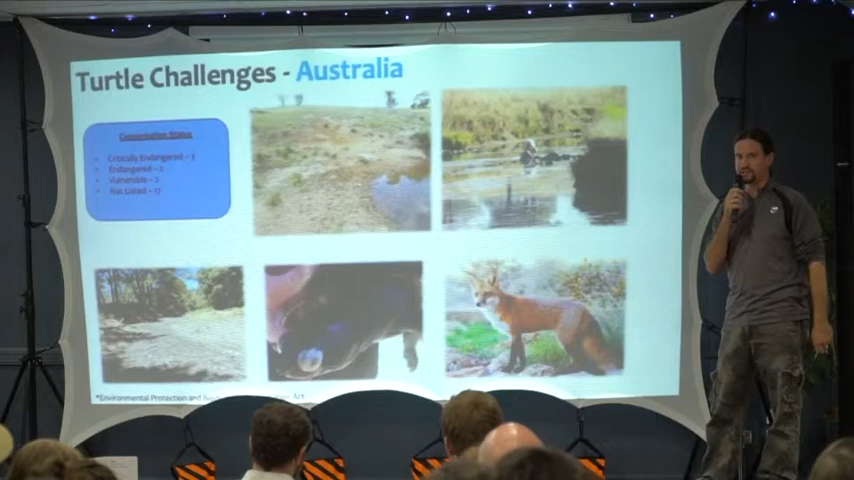 Turtle Challenges - Australia
Conservation Status
Critically Endangered – 3
Endangered – 2
Vulnerable – 2
Not Listed – 17
*Environmental Protection and Act